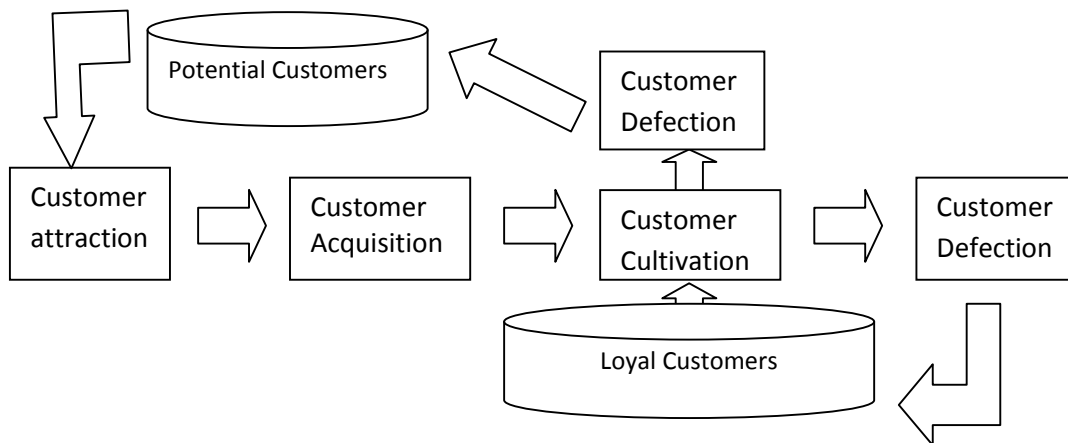 Potential Customers
Customer
Defection
Customer
attraction
Customer
Acquisition
Customer
Cultivation
Customer
Defection
Loyal Customers